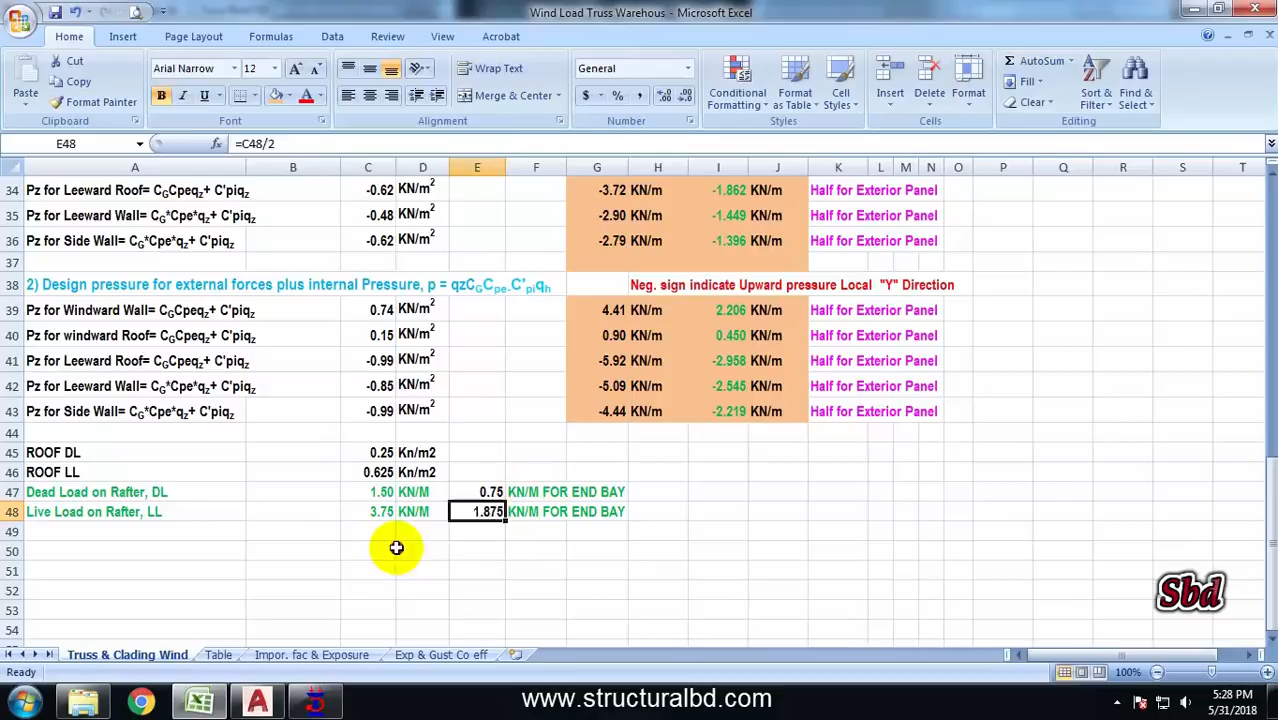 Wind Load Truss Warehous - Microsoft Excel
Home Insert Page Layout Formulas Data Review View Acrobat
Cut
Copy
Paste
Format Painter
Clipboard
Arial Narrow 12
B I U
Font
Wrap Text
Merge & Center
Alignment
General
$ % ,
Number
Conditional Formatting
Format as Table
Cell Styles
Styles
Insert Delete Format
Cells
Σ AutoSum
Fill
Clear
Sort & Filter
Find & Select
Editing
E48 fx =C48/2
A B C D E F G H I J K L M N O P Q R S T
34 Pz for Leeward Roof= CGCpeqz+ C'piqz -0.62 KN/m2 -3.72 KN/m -1.862 KN/m Half for Exterior Panel
35 Pz for Leeward Wall= CG*Cpe*qz+ C'piqz -0.48 KN/m2 -2.90 KN/m -1.449 KN/m Half for Exterior Panel
36 Pz for Side Wall= CG*Cpe*qz+ C'piqz -0.62 KN/m2 -2.79 KN/m -1.396 KN/m Half for Exterior Panel
37
38 2) Design pressure for external forces plus internal Pressure, p = qzCGCpe-C'piqh Neg. sign indicate Upward pressure Local "Y" Direction
39 Pz for Windward Wall= CGCpeqz+ C'piqz 0.74 KN/m2 4.41 KN/m 2.206 KN/m Half for Exterior Panel
40 Pz for windward Roof= CGCpeqz+ C'piqz 0.15 KN/m2 0.90 KN/m 0.450 KN/m Half for Exterior Panel
41 Pz for Leeward Roof= CGCpeqz+ C'piqz -0.99 KN/m2 -5.92 KN/m -2.958 KN/m Half for Exterior Panel
42 Pz for Leeward Wall= CG*Cpe*qz+ C'piqz -0.85 KN/m2 -5.09 KN/m -2.545 KN/m Half for Exterior Panel
43 Pz for Side Wall= CG*Cpe*qz+ C'piqz -0.99 KN/m2 -4.44 KN/m -2.219 KN/m Half for Exterior Panel
44
45 ROOF DL 0.25 Kn/m2
46 ROOF LL 0.625 Kn/m2
47 Dead Load on Rafter, DL 1.50 KN/M 0.75 KN/M FOR END BAY
48 Live Load on Rafter, LL 3.75 KN/M 1.875 KN/M FOR END BAY
49
50
51
52
53
54
Sbd
Truss & Clading Wind Table Impor. fac & Exposure Exp & Gust Co eff
Ready 100%
www.structuralbd.com
5:28 PM
5/31/2018